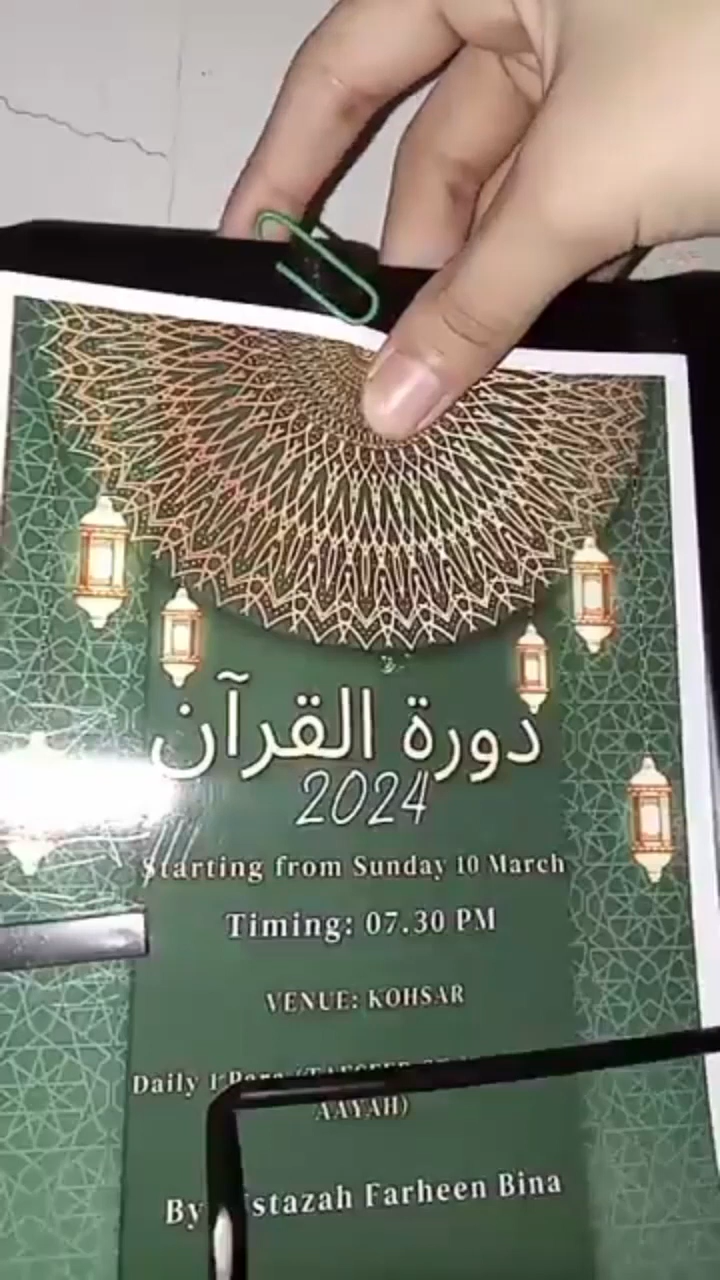 دورة القرآن
2024
Starting from Sunday 10 March
Timing: 07.30 PM
VENUE: KOHSAR
Daily 1 Para
AAYAH)
By Farheen Bina